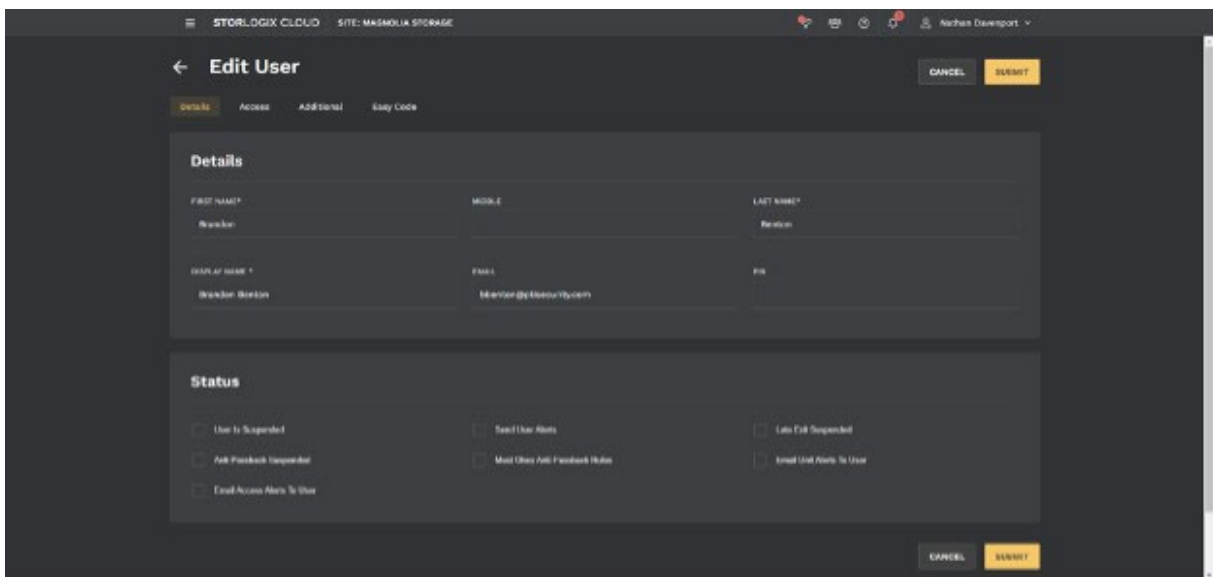 STORLOGIX CLOUD SITE: MAGNOLIA STORAGE Nathan Davenport
Edit User CANCEL SUBMIT
Details Access Additional Easy Code
Details
FIRST NAME* MIDDLE LAST NAME*
Brandon Benton
DISPLAY NAME * EMAIL PIN
Brandon Benton bbenton@ptisecurity.com
Status
User Is Suspended Send User Alerts Late Exit Suspended
Anti Passback Suspended Must Obey Anti Passback Rules Email Unit Alerts To User
Email Access Alerts To User
CANCEL SUBMIT